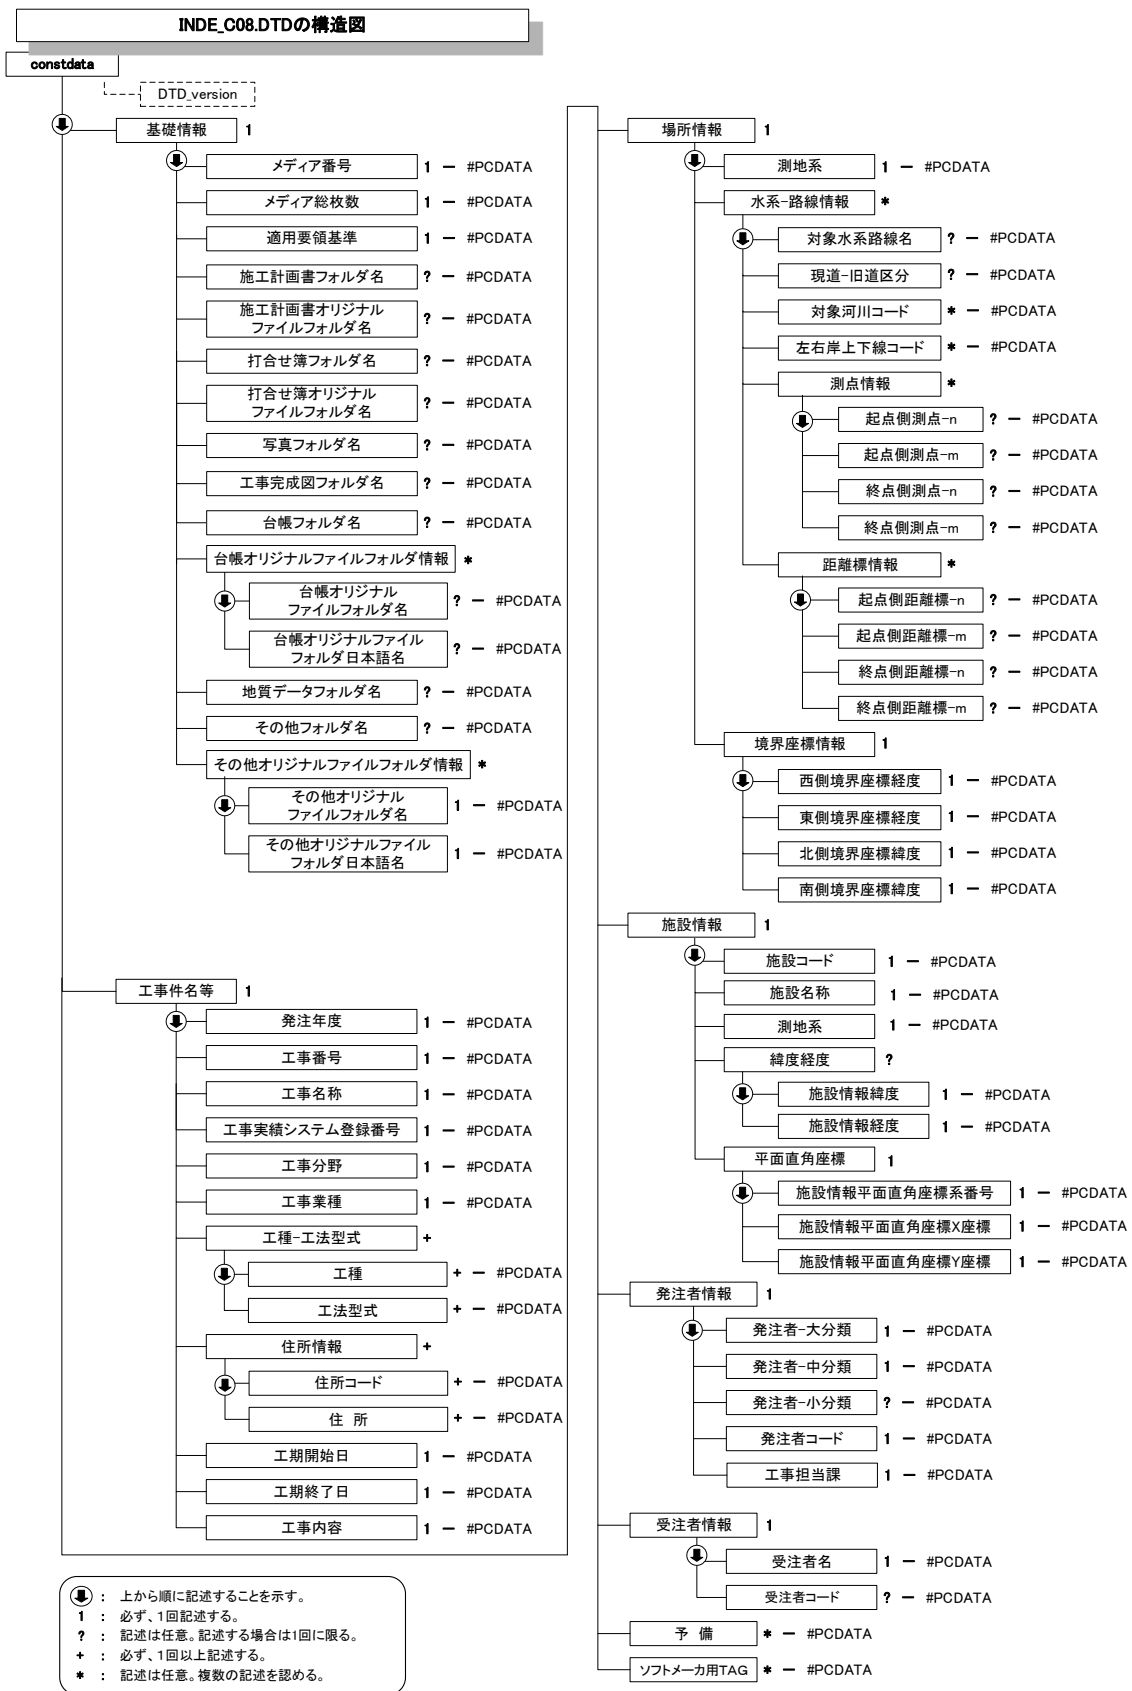 INDE_C08.DTDの構造図
constdata
DTD_version
基礎情報 1
メディア番号 1 － #PCDATA
メディア総枚数 1 － #PCDATA
適用要領基準 1 － #PCDATA
施工計画書フォルダ名 ? － #PCDATA
施工計画書オリジナル
ファイルフォルダ名 ? － #PCDATA
打合せ簿フォルダ名 ? － #PCDATA
打合せ簿オリジナル
ファイルフォルダ名 ? － #PCDATA
写真フォルダ名 ? － #PCDATA
工事完成図フォルダ名 ? － #PCDATA
台帳フォルダ名 ? － #PCDATA
台帳オリジナルファイルフォルダ情報 *
台帳オリジナル
ファイルフォルダ名 ? － #PCDATA
台帳オリジナルファイル
フォルダ日本語名 ? － #PCDATA
地質データフォルダ名 ? － #PCDATA
その他フォルダ名 ? － #PCDATA
その他オリジナルファイルフォルダ情報 *
その他オリジナル
ファイルフォルダ名 1 － #PCDATA
その他オリジナルファイル
フォルダ日本語名 1 － #PCDATA
工事件名等 1
発注年度 1 － #PCDATA
工事番号 1 － #PCDATA
工事名称 1 － #PCDATA
工事実績システム登録番号 1 － #PCDATA
工事分野 1 － #PCDATA
工事業種 1 － #PCDATA
工種-工法型式 +
工種 + － #PCDATA
工法型式 + － #PCDATA
住所情報 +
住所コード + － #PCDATA
住 所 + － #PCDATA
工期開始日 1 － #PCDATA
工期終了日 1 － #PCDATA
工事内容 1 － #PCDATA
場所情報 1
測地系 1 － #PCDATA
水系-路線情報 *
対象水系路線名 ? － #PCDATA
現道-旧道区分 ? － #PCDATA
対象河川コード * － #PCDATA
左右岸上下線コード * － #PCDATA
測点情報 *
起点側測点-n ? － #PCDATA
起点側測点-m ? － #PCDATA
終点側測点-n ? － #PCDATA
終点側測点-m ? － #PCDATA
距離標情報 *
起点側距離標-n ? － #PCDATA
起点側距離標-m ? － #PCDATA
終点側距離標-n ? － #PCDATA
終点側距離標-m ? － #PCDATA
境界座標情報 1
西側境界座標経度 1 － #PCDATA
東側境界座標経度 1 － #PCDATA
北側境界座標緯度 1 － #PCDATA
南側境界座標緯度 1 － #PCDATA
施設情報 1
施設コード 1 － #PCDATA
施設名称 1 － #PCDATA
測地系 1 － #PCDATA
緯度経度 ?
施設情報緯度 1 － #PCDATA
施設情報経度 1 － #PCDATA
平面直角座標 1
施設情報平面直角座標系番号 1 － #PCDATA
施設情報平面直角座標X座標 1 － #PCDATA
施設情報平面直角座標Y座標 1 － #PCDATA
発注者情報 1
発注者-大分類 1 － #PCDATA
発注者-中分類 1 － #PCDATA
発注者-小分類 ? － #PCDATA
発注者コード 1 － #PCDATA
工事担当課 1 － #PCDATA
受注者情報 1
受注者名 1 － #PCDATA
受注者コード ? － #PCDATA
予 備 * － #PCDATA
ソフトメーカ用TAG * － #PCDATA
： 上から順に記述することを示す。
1 ： 必ず、1回記述する。
? ： 記述は任意。記述する場合は1回に限る。
+ ： 必ず、1回以上記述する。
* ： 記述は任意。複数の記述を認める。